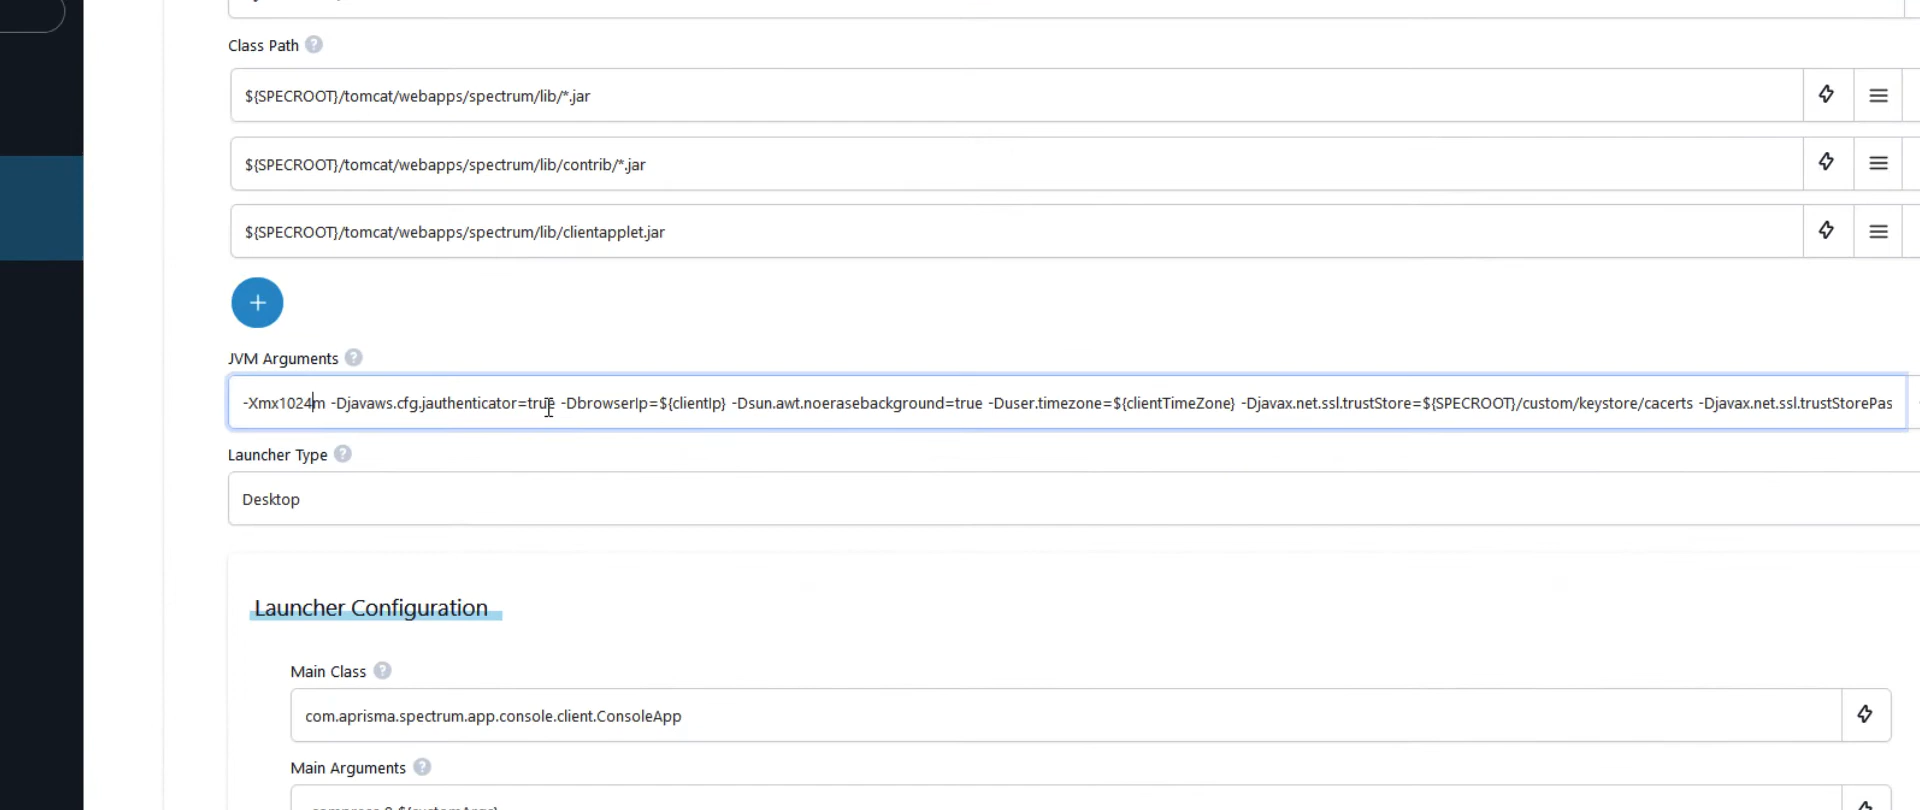 Class Path
${SPECROOT}/tomcat/webapps/spectrum/lib/*.jar
${SPECROOT}/tomcat/webapps/spectrum/lib/contrib/*.jar
${SPECROOT}/tomcat/webapps/spectrum/lib/clientapplet.jar
JVM Arguments
-Xmx1024m -Djavaws.cfg.jauthenticator=true -DbrowserIp=${clientIp} -Dsun.awt.noerasebackground=true -Duser.timezone=${clientTimeZone} -Djavax.net.ssl.trustStore=${SPECROOT}/custom/keystore/cacerts -Djavax.net.ssl.trustStorePas
Launcher Type
Desktop
Launcher Configuration
Main Class
com.aprisma.spectrum.app.console.client.ConsoleApp
Main Arguments